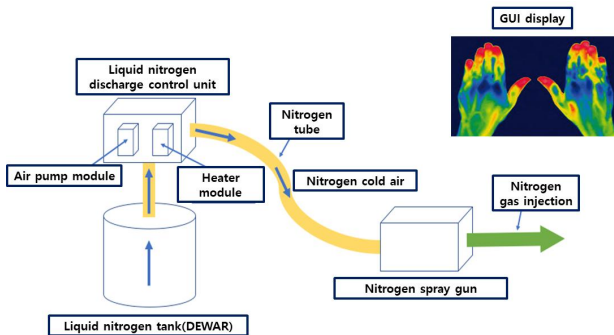 GUI display
Liquid nitrogen
discharge control unit
Nitrogen
tube
Air pump module
Heater
module
Nitrogen cold air
Nitrogen
gas injection
Nitrogen spray gun
Liquid nitrogen tank(DEWAR)